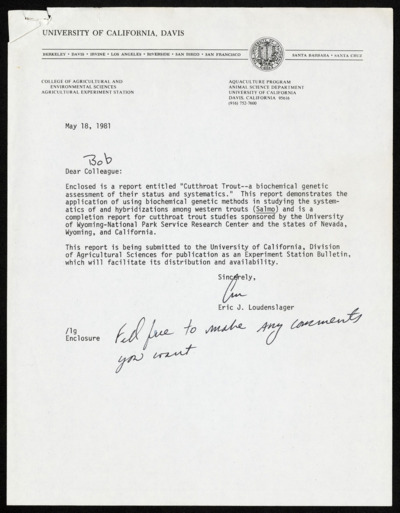 UNIVERSITY OF CALIFORNIA, DAVIS
BERKELEY • DAVIS • IRVINE • LOS ANGELES • RIVERSIDE • SAN DIEGO • SAN FRANCISCO
SANTA BARBARA • SANTA CRUZ
COLLEGE OF AGRICULTURAL AND
ENVIRONMENTAL SCIENCES
AGRICULTURAL EXPERIMENT STATION
AQUACULTURE PROGRAM
ANIMAL SCIENCE DEPARTMENT
UNIVERSITY OF CALIFORNIA
DAVIS, CALIFORNIA 95616
(916) 752-7600
May 18, 1981
Bob
Dear Colleague:
Enclosed is a report entitled "Cutthroat Trout--a biochemical genetic
assessment of their status and systematics." This report demonstrates the
application of using biochemical genetic methods in studying the system-
atics of and hybridizations among western trouts (Salmo) and is a
completion report for cutthroat trout studies sponsored by the University
of Wyoming-National Park Service Research Center and the states of Nevada,
Wyoming, and California.
This report is being submitted to the University of California, Division
of Agricultural Sciences for publication as an Experiment Station Bulletin,
which will facilitate its distribution and availability.
Sincerely,
Eric J. Loudenslager
/lg
Enclosure
Feel free to make any comments
you want